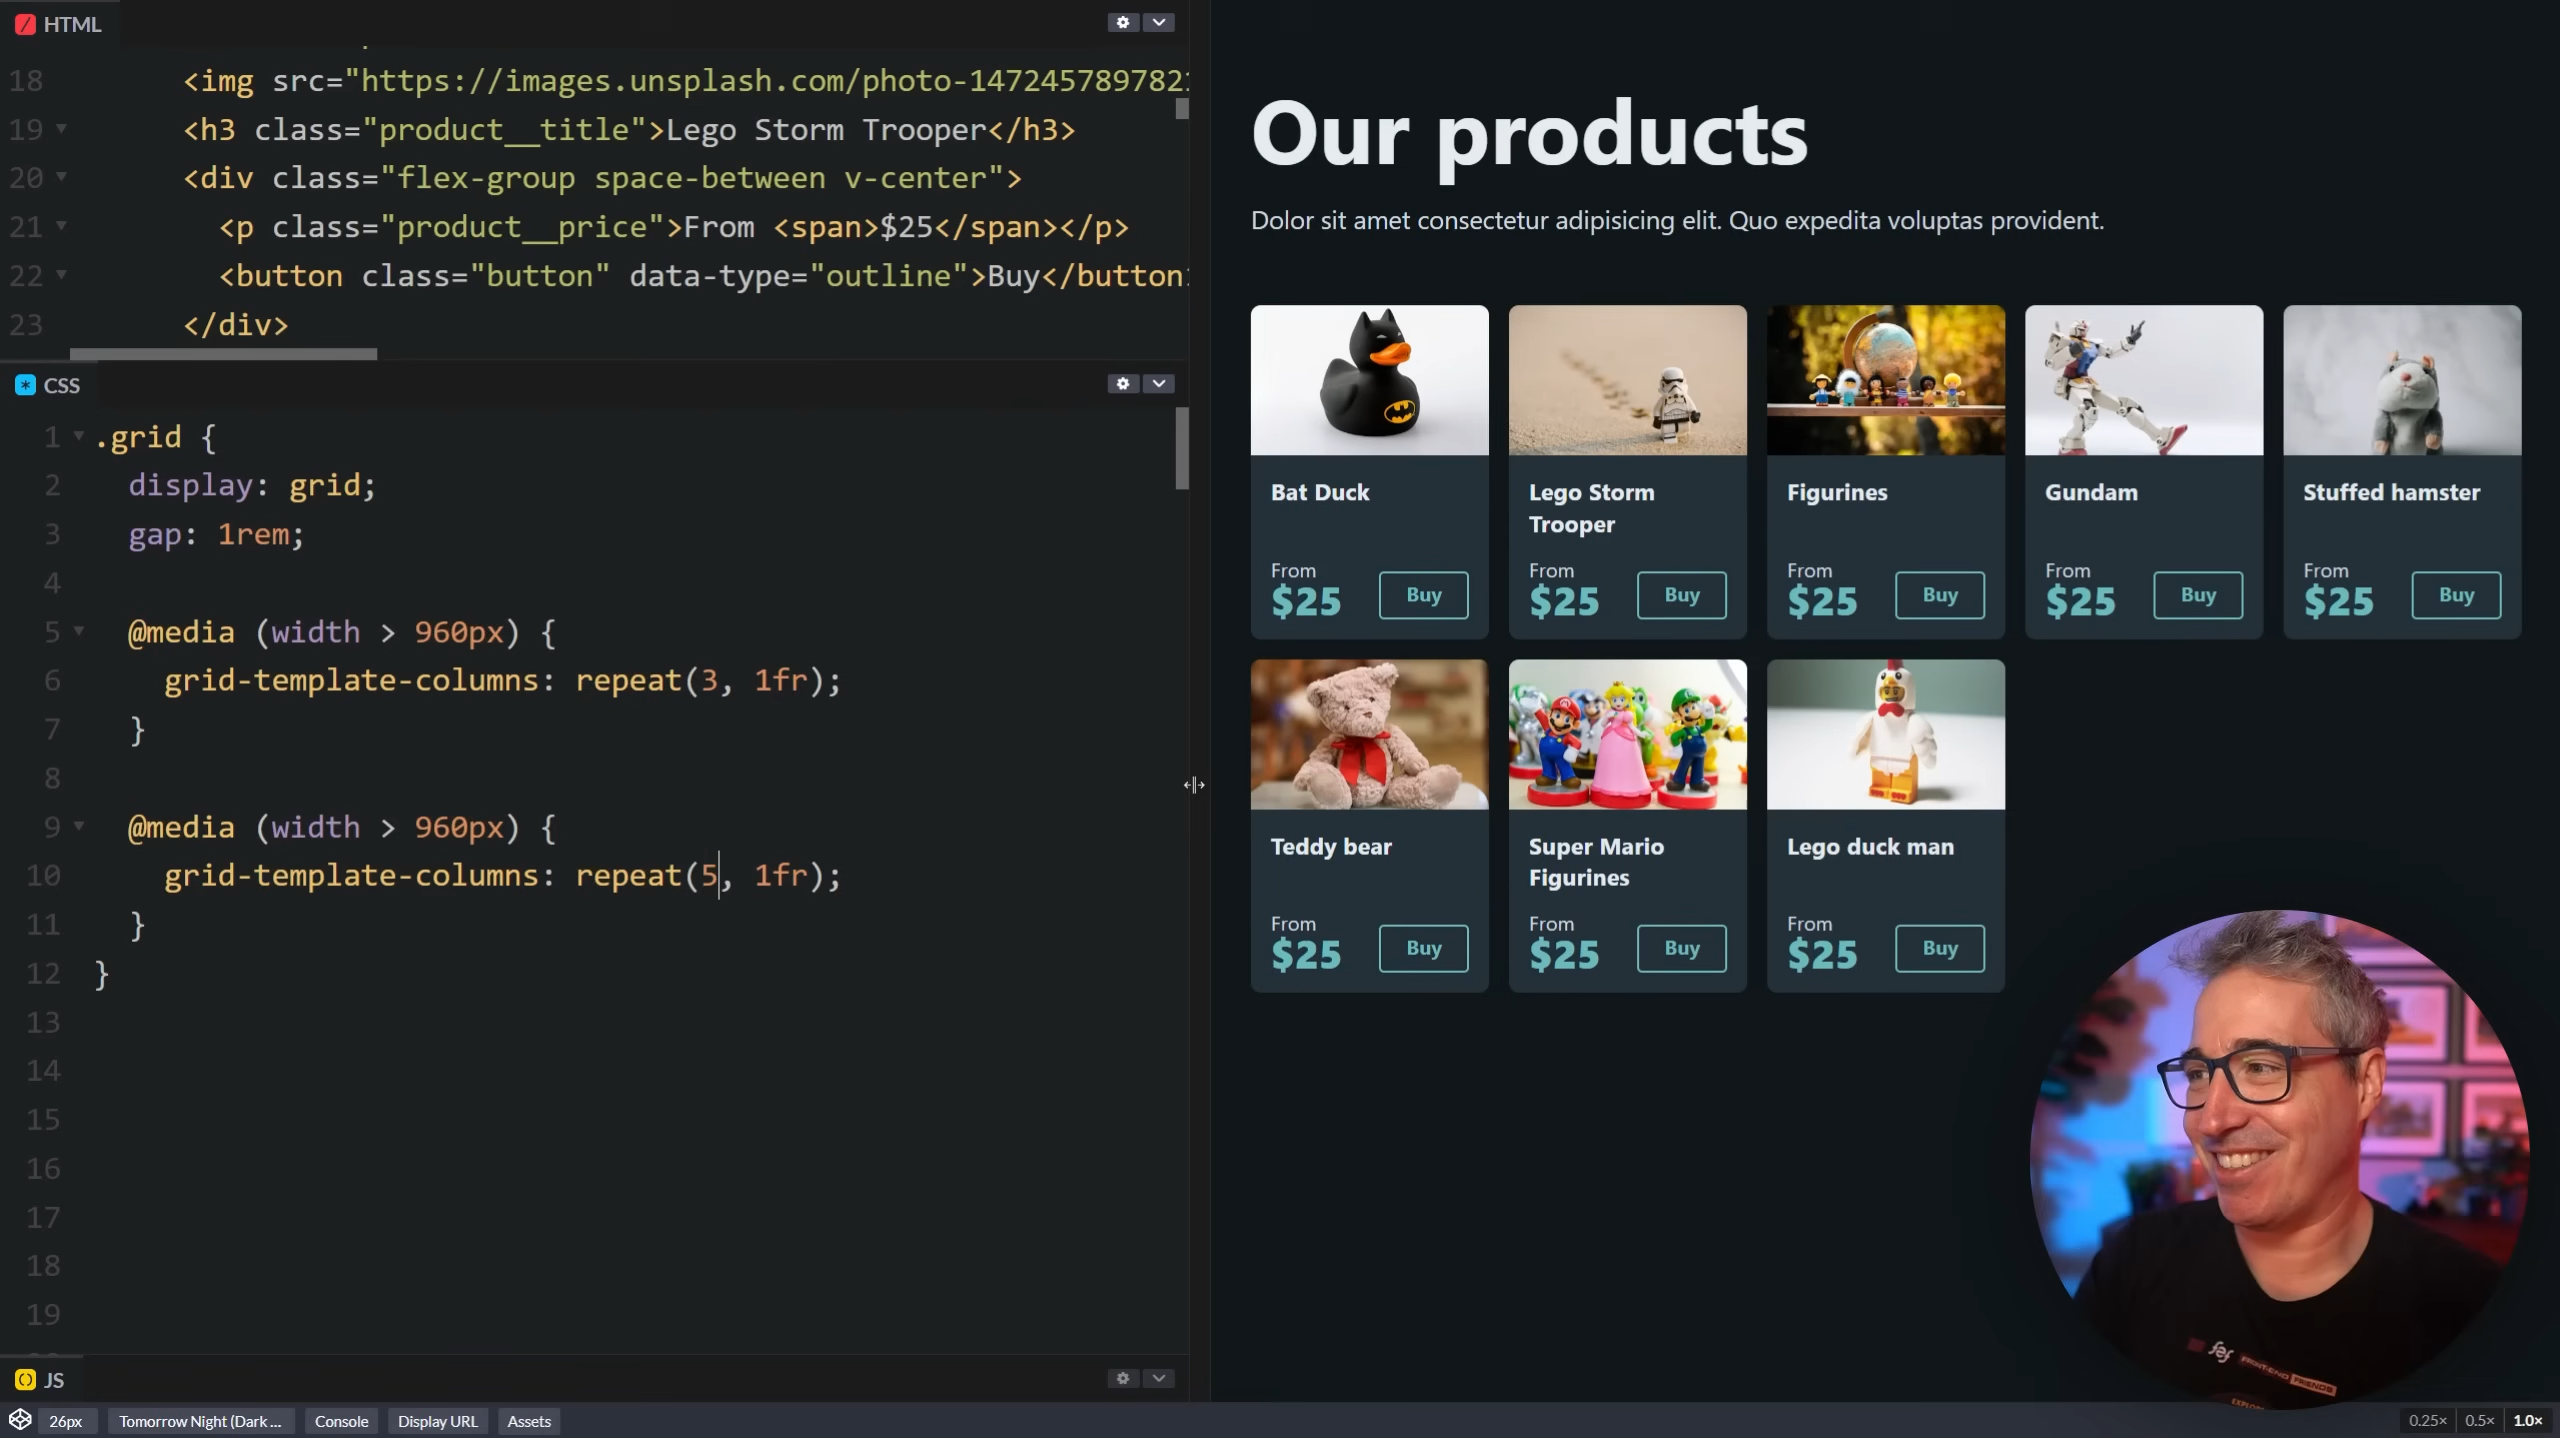 HTML
18 <img src="https://images.unsplash.com/photo-1472457897821
19 <h3 class="product__title">Lego Storm Trooper</h3>
20 <div class="flex-group space-between v-center">
21 <p class="product__price">From <span>$25</span></p>
22 <button class="button" data-type="outline">Buy</button>
23 </div>
CSS
1 .grid {
2 display: grid;
3 gap: 1rem;
4
5 @media (width > 960px) {
6 grid-template-columns: repeat(3, 1fr);
7 }
8
9 @media (width > 960px) {
10 grid-template-columns: repeat(5, 1fr);
11 }
12 }
13
14
15
16
17
18
19
JS
26px Tomorrow Night (Dark ... Console Display URL Assets
0.25× 0.5× 1.0×
Our products
Dolor sit amet consectetur adipisicing elit. Quo expedita voluptas provident.
Bat Duck
From
$25 Buy
Lego Storm
Trooper
From
$25 Buy
Figurines
From
$25 Buy
Gundam
From
$25 Buy
Stuffed hamster
From
$25 Buy
Teddy bear
From
$25 Buy
Super Mario
Figurines
From
$25 Buy
Lego duck man
From
$25 Buy
FRONT-END FRIENDS